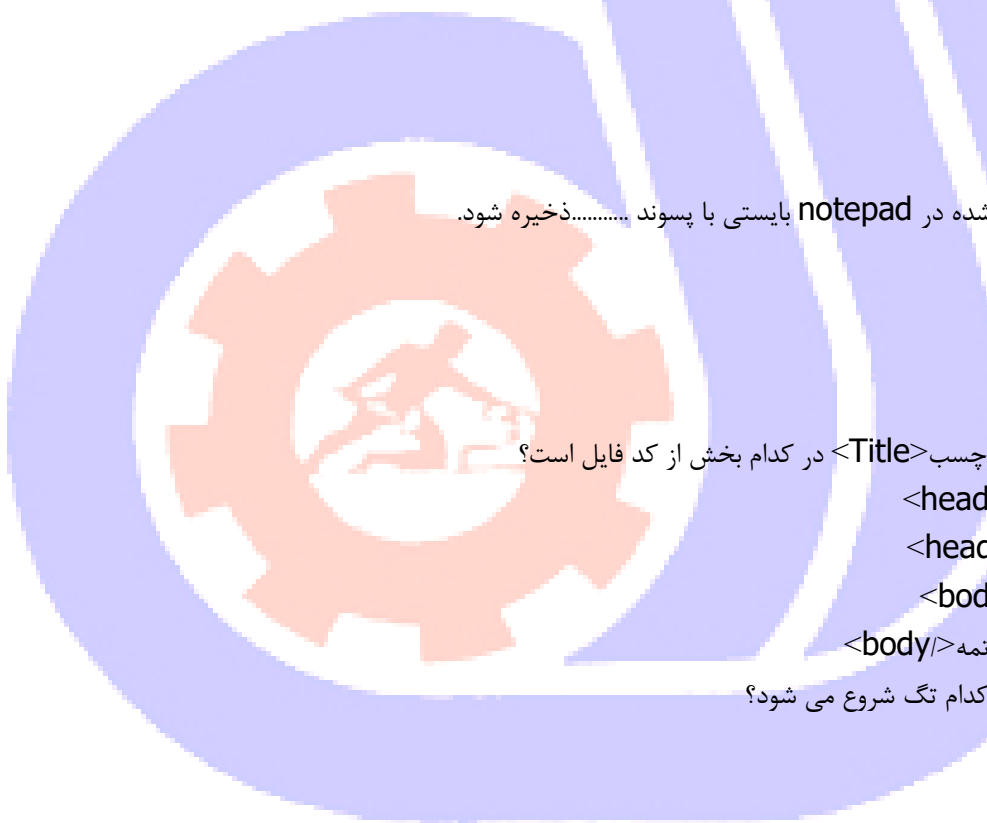 شده در notepad بایستی با پسوند ..........ذخیره شود.
چسب<Title> در کدام بخش از کد فایل است؟
<head
<head
<bod
تمه</body>
کدام تگ شروع می شود؟